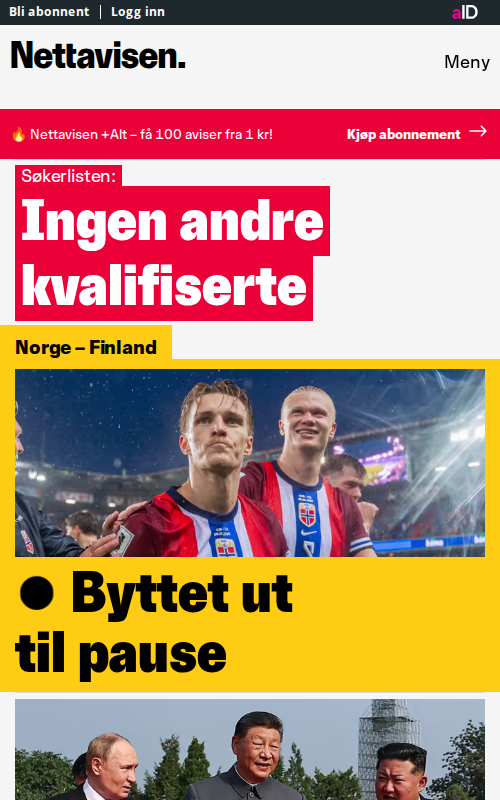 Bli abonnent | Logg inn
aID
Nettavisen.
Meny
🔥 Nettavisen +Alt – få 100 aviser fra 1 kr!
Kjøp abonnement →
Søkerlisten:
Ingen andre
kvalifiserte
Norge – Finland
Byttet ut
til pause